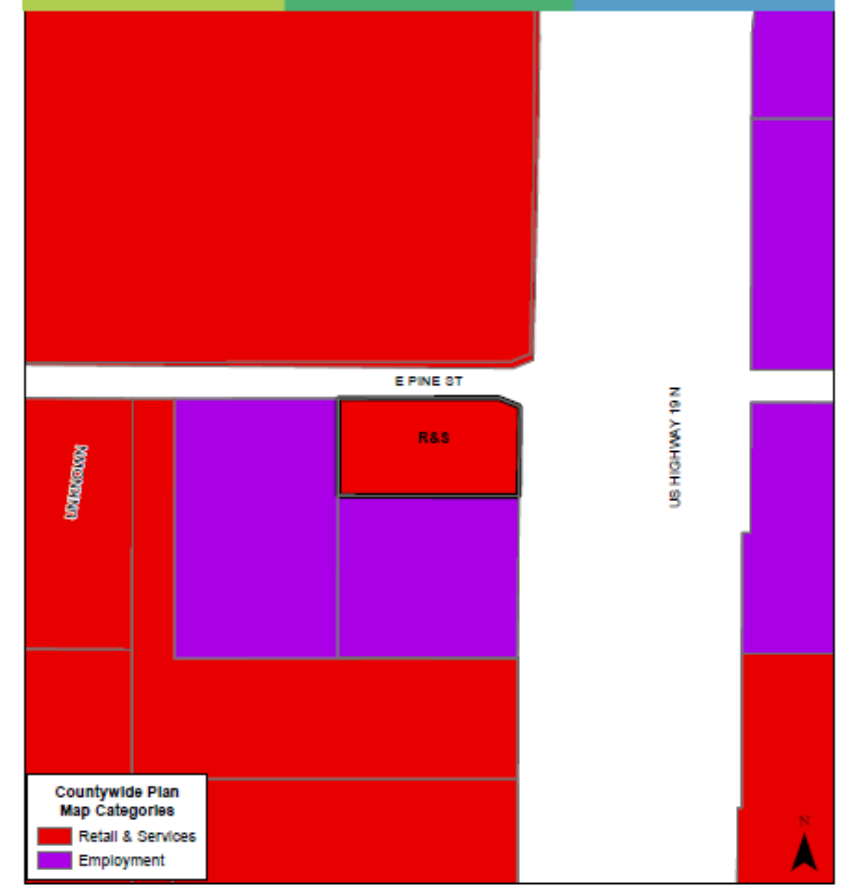 E PINE ST
R&S
US HIGHWAY 19 N
UNKNOWN
Countywide Plan
Map Categories
Retail & Services
Employment
N